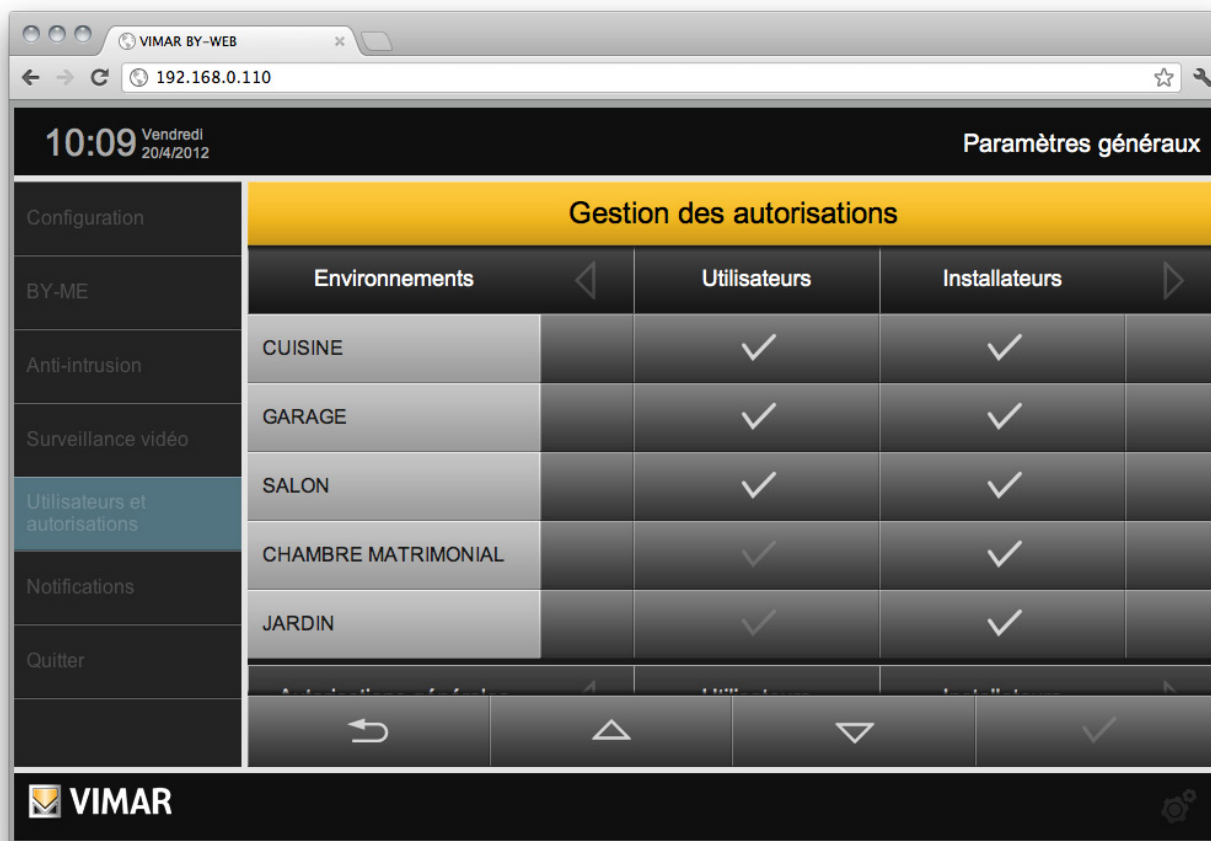 VIMAR BY-WEB
192.168.0.110
10:09 Vendredi
20/4/2012
Paramètres généraux
Configuration
BY-ME
Anti-intrusion
Surveillance vidéo
Utilisateurs et
autorisations
Notifications
Quitter
Gestion des autorisations
Environnements Utilisateurs Installateurs
CUISINE
GARAGE
SALON
CHAMBRE MATRIMONIAL
JARDIN
VIMAR